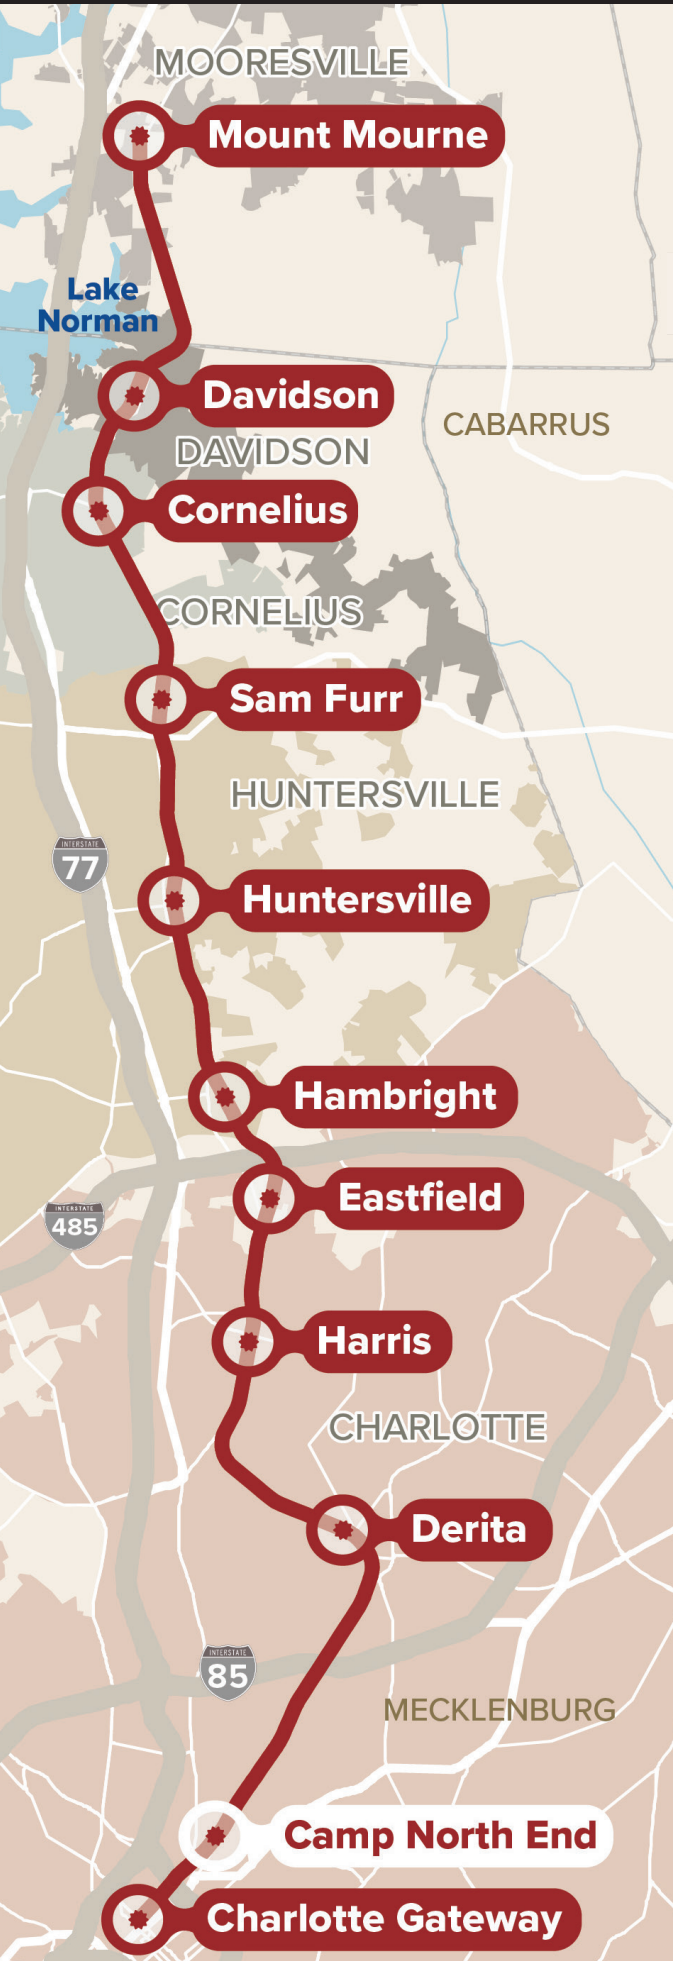 MOORESVILLE
Mount Mourne
Lake
Norman
Davidson
CABARRUS
DAVIDSON
Cornelius
CORNELIUS
Sam Furr
HUNTERSVILLE
INTERSTATE
77
Huntersville
Hambright
Eastfield
INTERSTATE
485
Harris
CHARLOTTE
Derita
INTERSTATE
85
MECKLENBURG
Camp North End
Charlotte Gateway